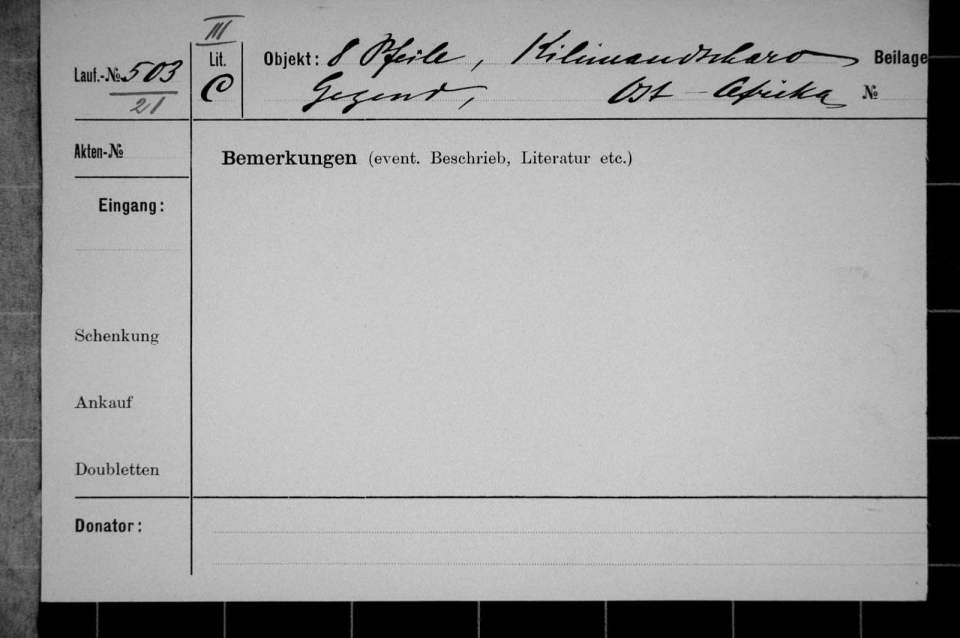 III
Lauf.-№ 503
21
Lit.
C
Objekt: 8 Pfeile, Kilimandscharo
Gegend, Ost-Afrika
Beilage
№
Akten-№
Bemerkungen (event. Beschrieb, Literatur etc.)
Eingang:
Schenkung
Ankauf
Doubletten
Donator: